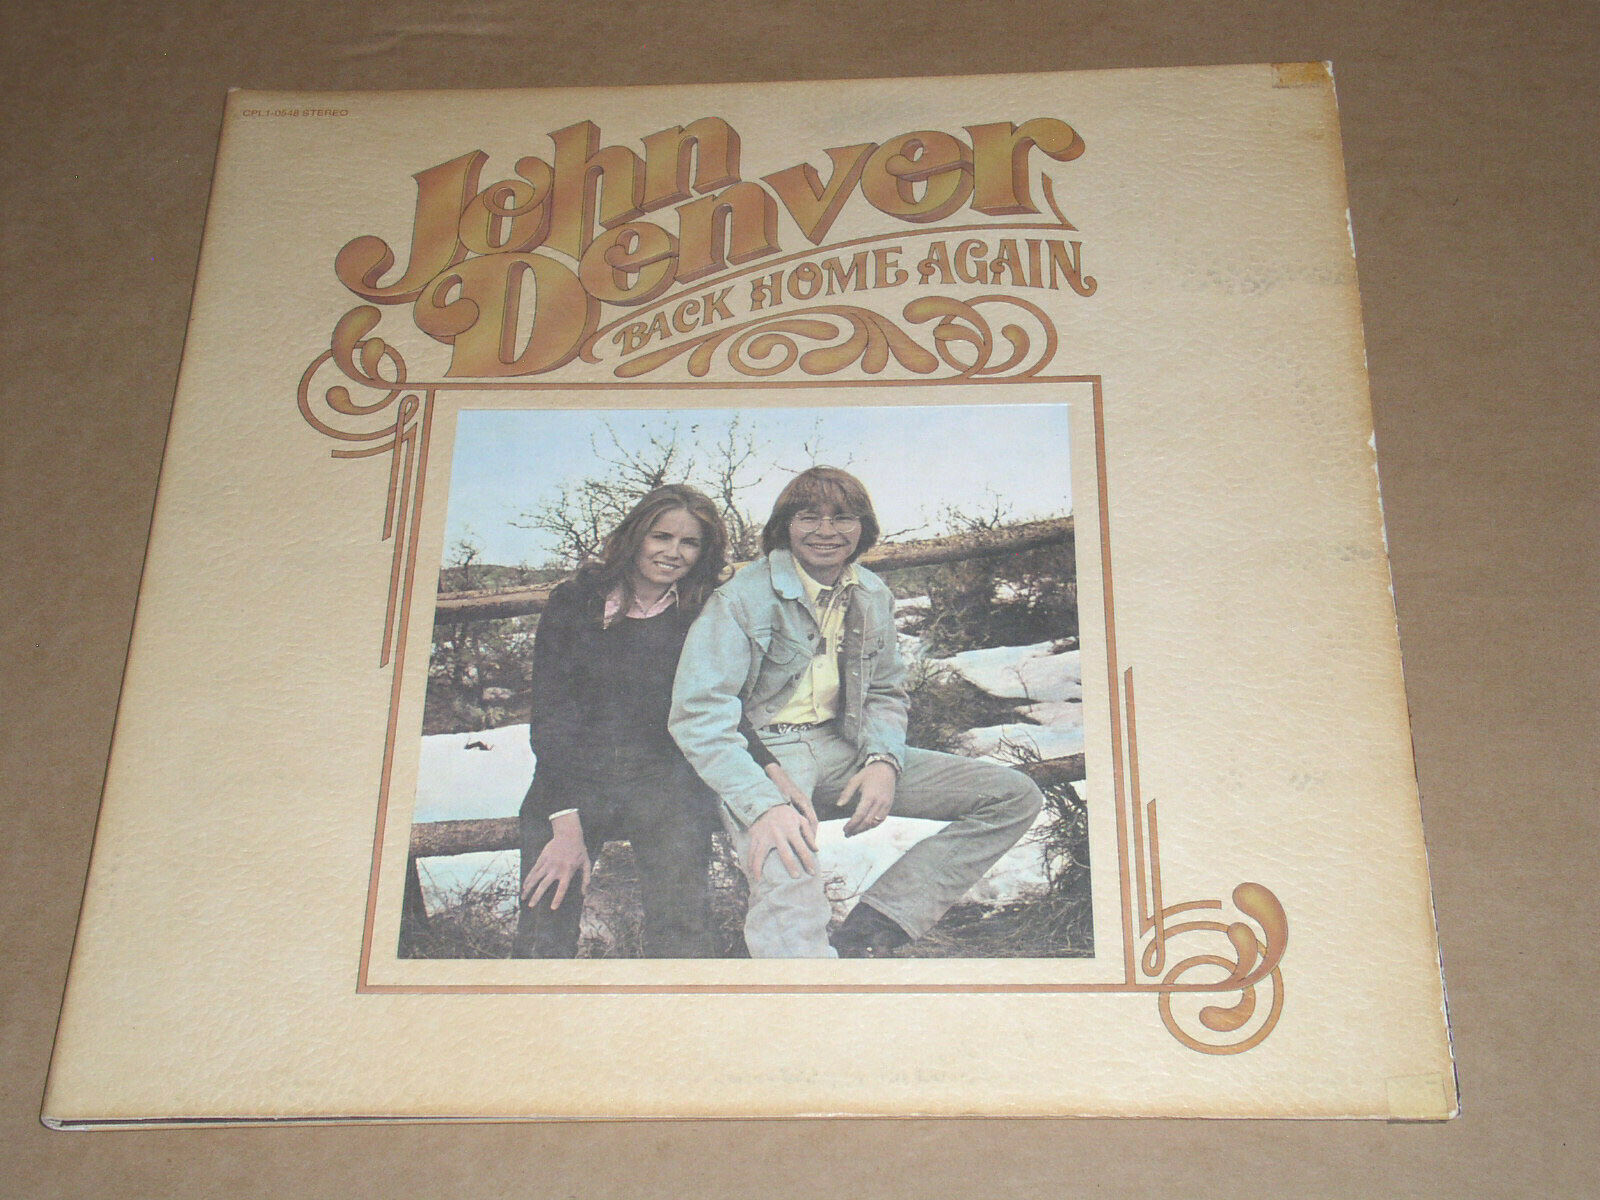 CPL1-0548 STEREO
John
Denver
BACK HOME AGAIN